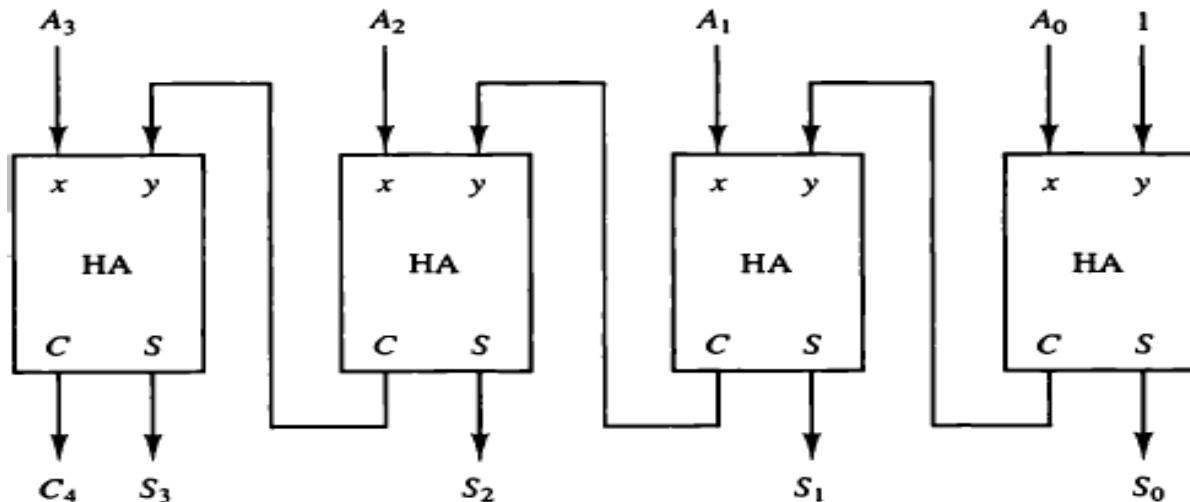 A₃ A₂ A₁ A₀ 1
x y x y x y x y
HA HA HA HA
C S C S C S C S
C₄ S₃ S₂ S₁ S₀